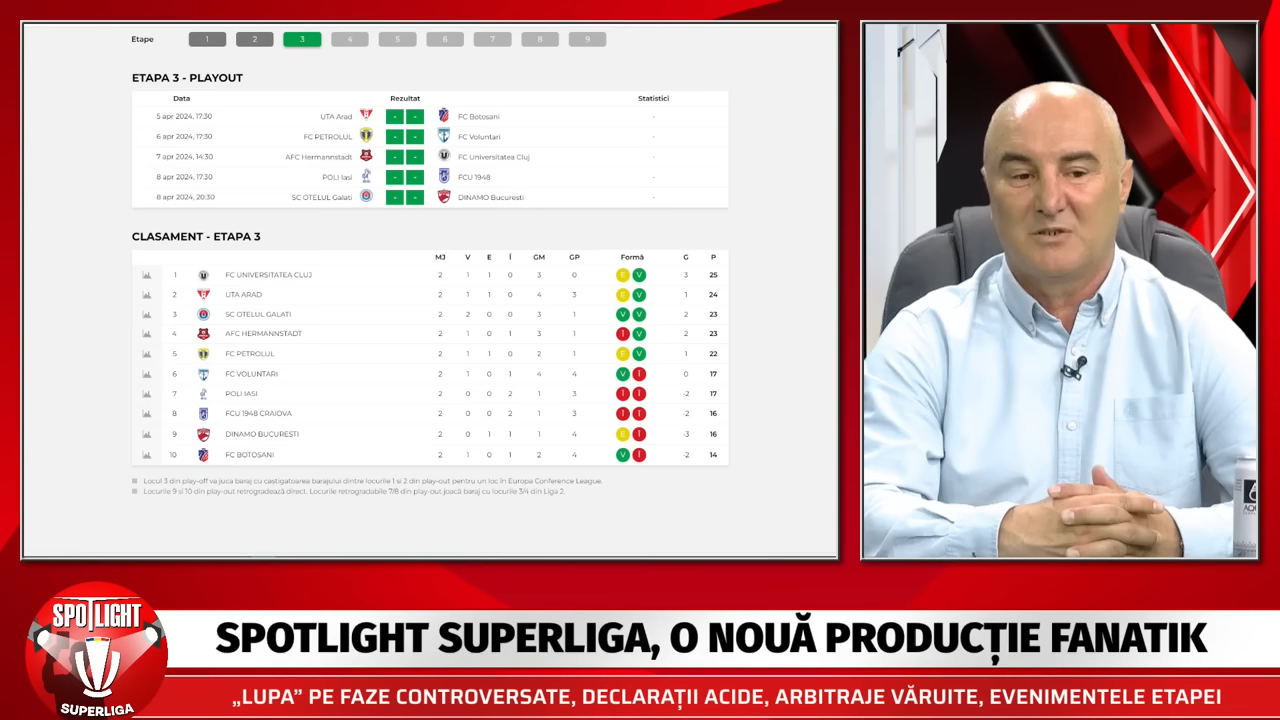 Etape 1 2 3 4 5 6 7 8 9
ETAPA 3 - PLAYOUT
Data Rezultat Statistici
5 apr 2024, 17:30 UTA Arad - - FC Botosani -
6 apr 2024, 17:30 FC PETROLUL - - FC Voluntari -
7 apr 2024, 14:30 AFC Hermannstadt - - FC Universitatea Cluj -
8 apr 2024, 17:30 POLI Iasi - - FCU 1948 -
8 apr 2024, 20:30 SC OTELUL Galati - - DINAMO Bucuresti -
CLASAMENT - ETAPA 3
MJ V E Î GM GP Formă G P
1 FC UNIVERSITATEA CLUJ 2 1 1 0 3 0 E V 3 25
2 UTA ARAD 2 1 1 0 4 3 E V 1 24
3 SC OTELUL GALATI 2 2 0 0 3 1 V V 2 23
4 AFC HERMANNSTADT 2 1 0 1 3 1 Î V 2 23
5 FC PETROLUL 2 1 1 0 2 1 E V 1 22
6 FC VOLUNTARI 2 1 0 1 4 4 V Î 0 17
7 POLI IASI 2 0 0 2 1 3 Î Î -2 17
8 FCU 1948 CRAIOVA 2 0 0 2 1 3 Î Î -2 16
9 DINAMO BUCURESTI 2 0 1 1 1 4 E Î -3 16
10 FC BOTOSANI 2 1 0 1 2 4 V Î -2 14
Locul 3 din play-off va juca baraj cu castigatoarea barajului dintre locurile 1 si 2 din play-out pentru un loc in Europa Conference League.
Locurile 9 si 10 din play-out retrogradează direct. Locurile retrogradabile 7/8 din play-out joacă baraj cu locurile 3/4 din Liga 2.
SPOTLIGHT
SUPERLIGA
SPOTLIGHT SUPERLIGA, O NOUĂ PRODUCȚIE FANATIK
„LUPA” PE FAZE CONTROVERSATE, DECLARAȚII ACIDE, ARBITRAJE VĂRUITE, EVENIMENTELE ETAPEI